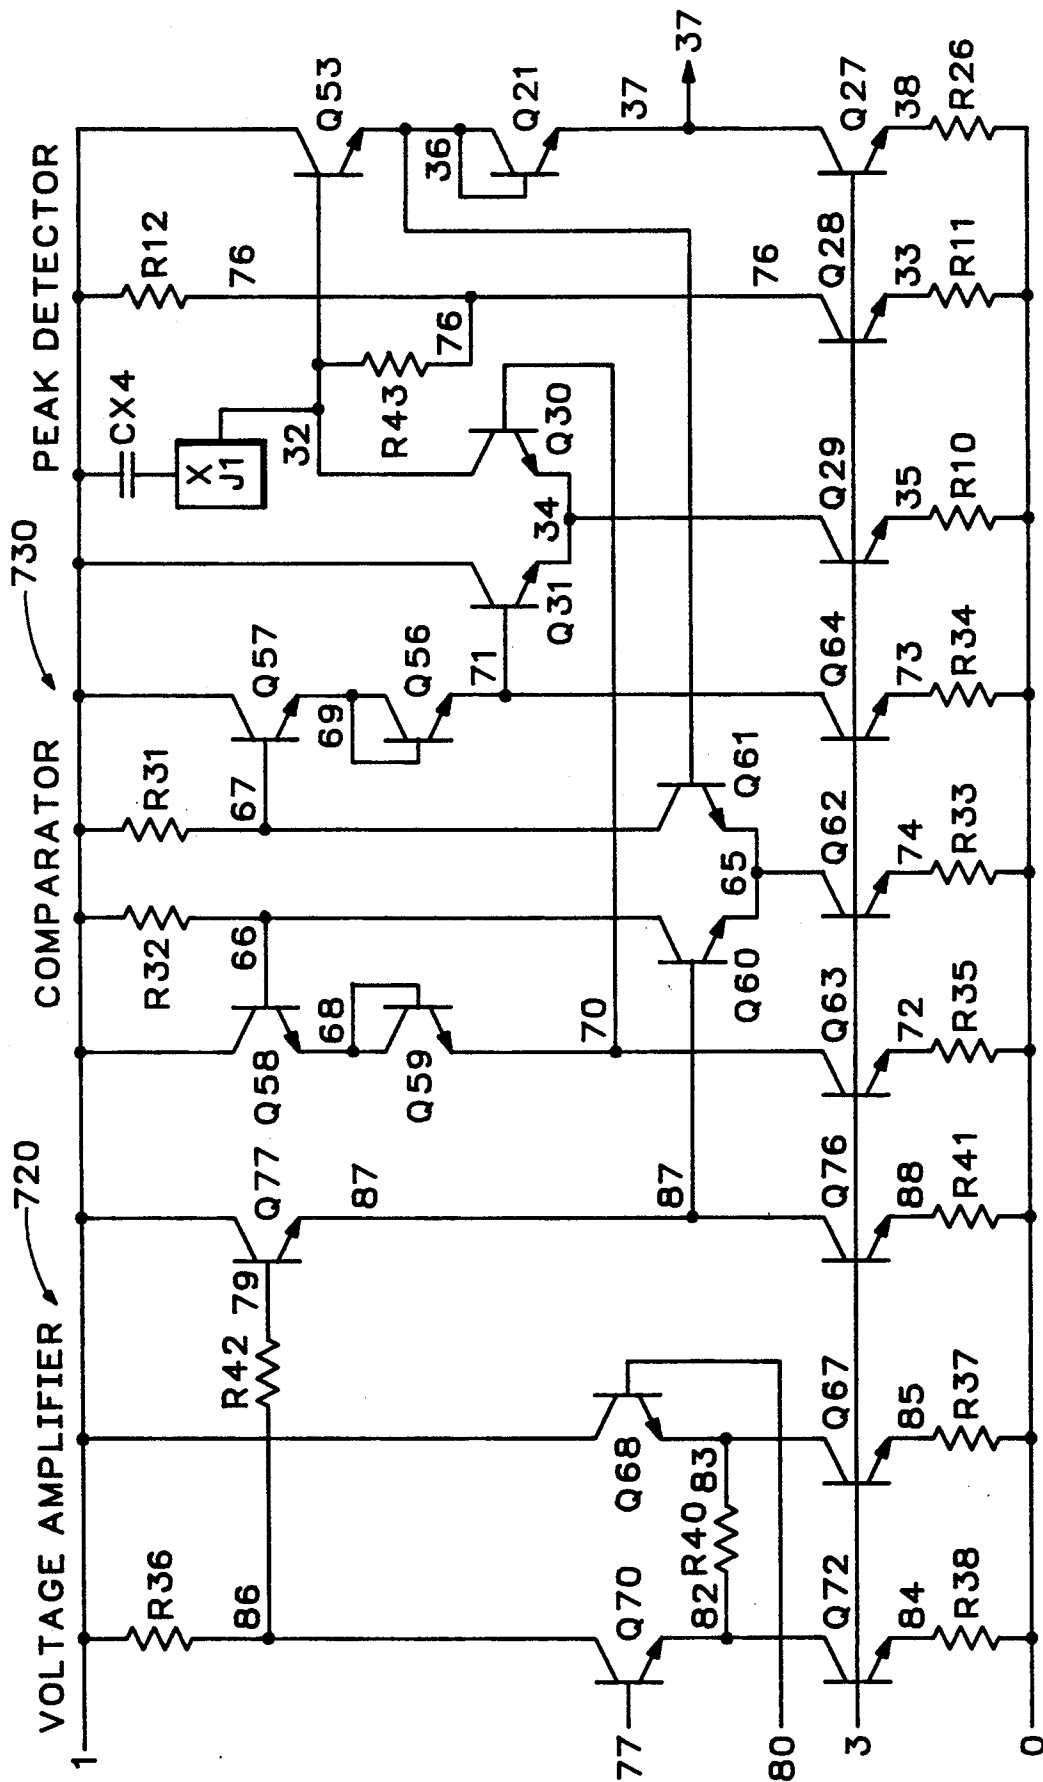 VOLTAGE AMPLIFIER 720
COMPARATOR
730
PEAK DETECTOR
1
R36
86
R42
79
Q77
87
Q58
68
Q59
R32
66
R31
67
Q57
69
Q56
71
CX4
X
J1
32
R43
76
R12
76
Q53
36
Q21
37
37
Q31
34
Q30
77
Q70
82
R40
83
Q68
87
70
Q60
65
Q61
76
80
3
Q72
Q67
Q76
Q63
Q62
Q64
Q29
Q28
Q27
84
85
88
72
74
73
35
33
38
R38
R37
R41
R35
R33
R34
R10
R11
R26
0